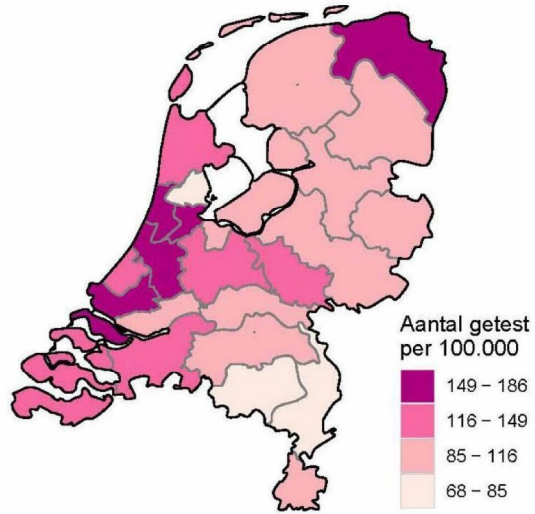 Aantal getest
per 100.000
149 – 186
116 – 149
85 – 116
68 – 85